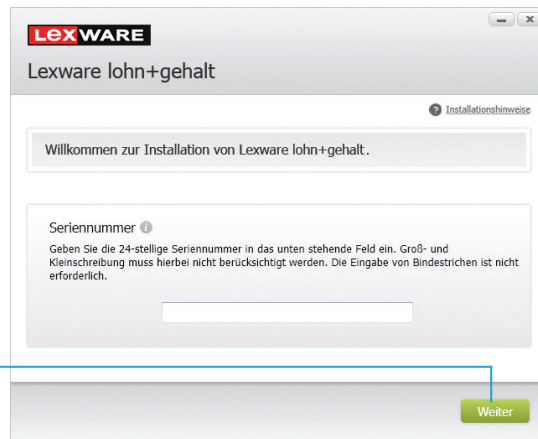 LEXWARE
Lexware lohn+gehalt
Installationshinweise
Willkommen zur Installation von Lexware lohn+gehalt.
Seriennummer
Geben Sie die 24-stellige Seriennummer in das unten stehende Feld ein. Groß- und
Kleinschreibung muss hierbei nicht berücksichtigt werden. Die Eingabe von Bindestrichen ist nicht
erforderlich.
Weiter